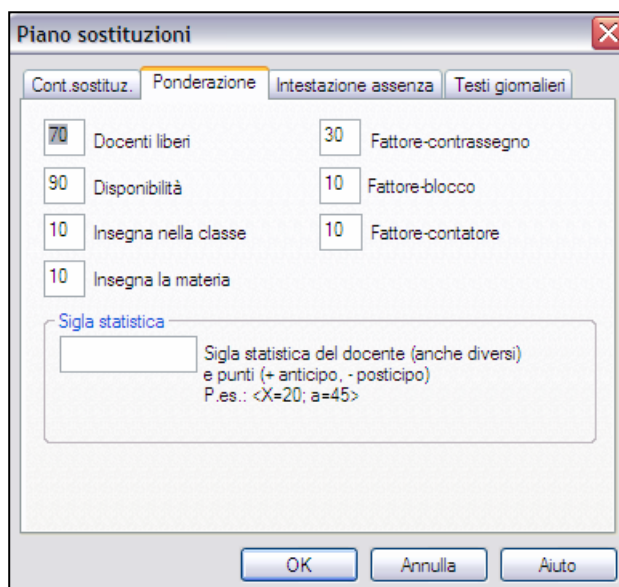 Piano sostituzioni
Cont.sostituz. Ponderazione Intestazione assenza Testi giornalieri
70 Docenti liberi 30 Fattore-contrassegno
90 Disponibilità 10 Fattore-blocco
10 Insegna nella classe 10 Fattore-contatore
10 Insegna la materia
Sigla statistica
Sigla statistica del docente (anche diversi)
e punti (+ anticipo, - posticipo)
P.es.: <X=20; a=45>
OK Annulla Aiuto